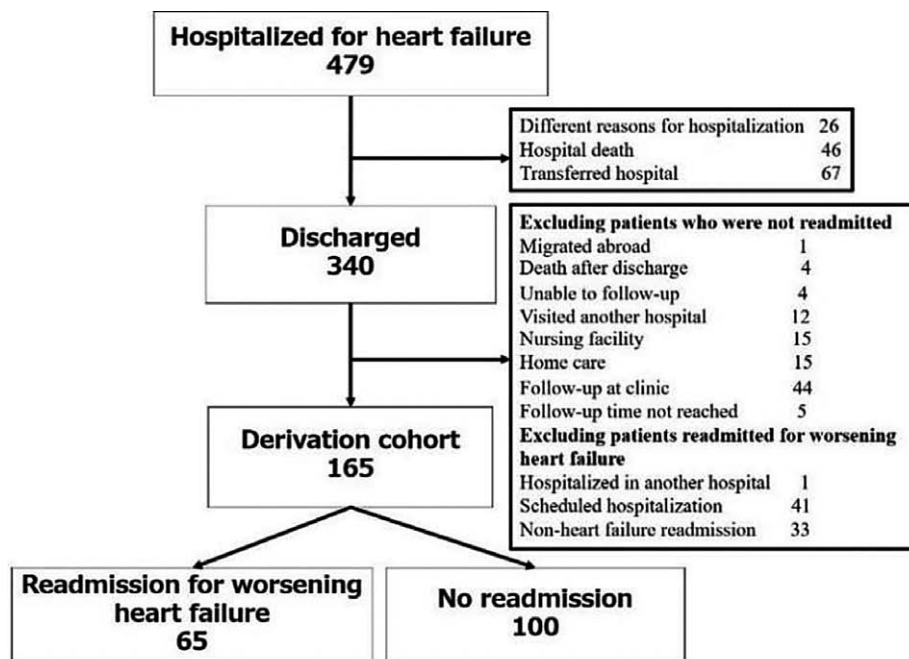 Hospitalized for heart failure
479
Different reasons for hospitalization 26
Hospital death 46
Transferred hospital 67
Discharged
340
Excluding patients who were not readmitted
Migrated abroad 1
Death after discharge 4
Unable to follow-up 4
Visited another hospital 12
Nursing facility 15
Home care 15
Follow-up at clinic 44
Follow-up time not reached 5
Excluding patients readmitted for worsening
heart failure
Hospitalized in another hospital 1
Scheduled hospitalization 41
Non-heart failure readmission 33
Derivation cohort
165
Readmission for worsening
heart failure
65
No readmission
100